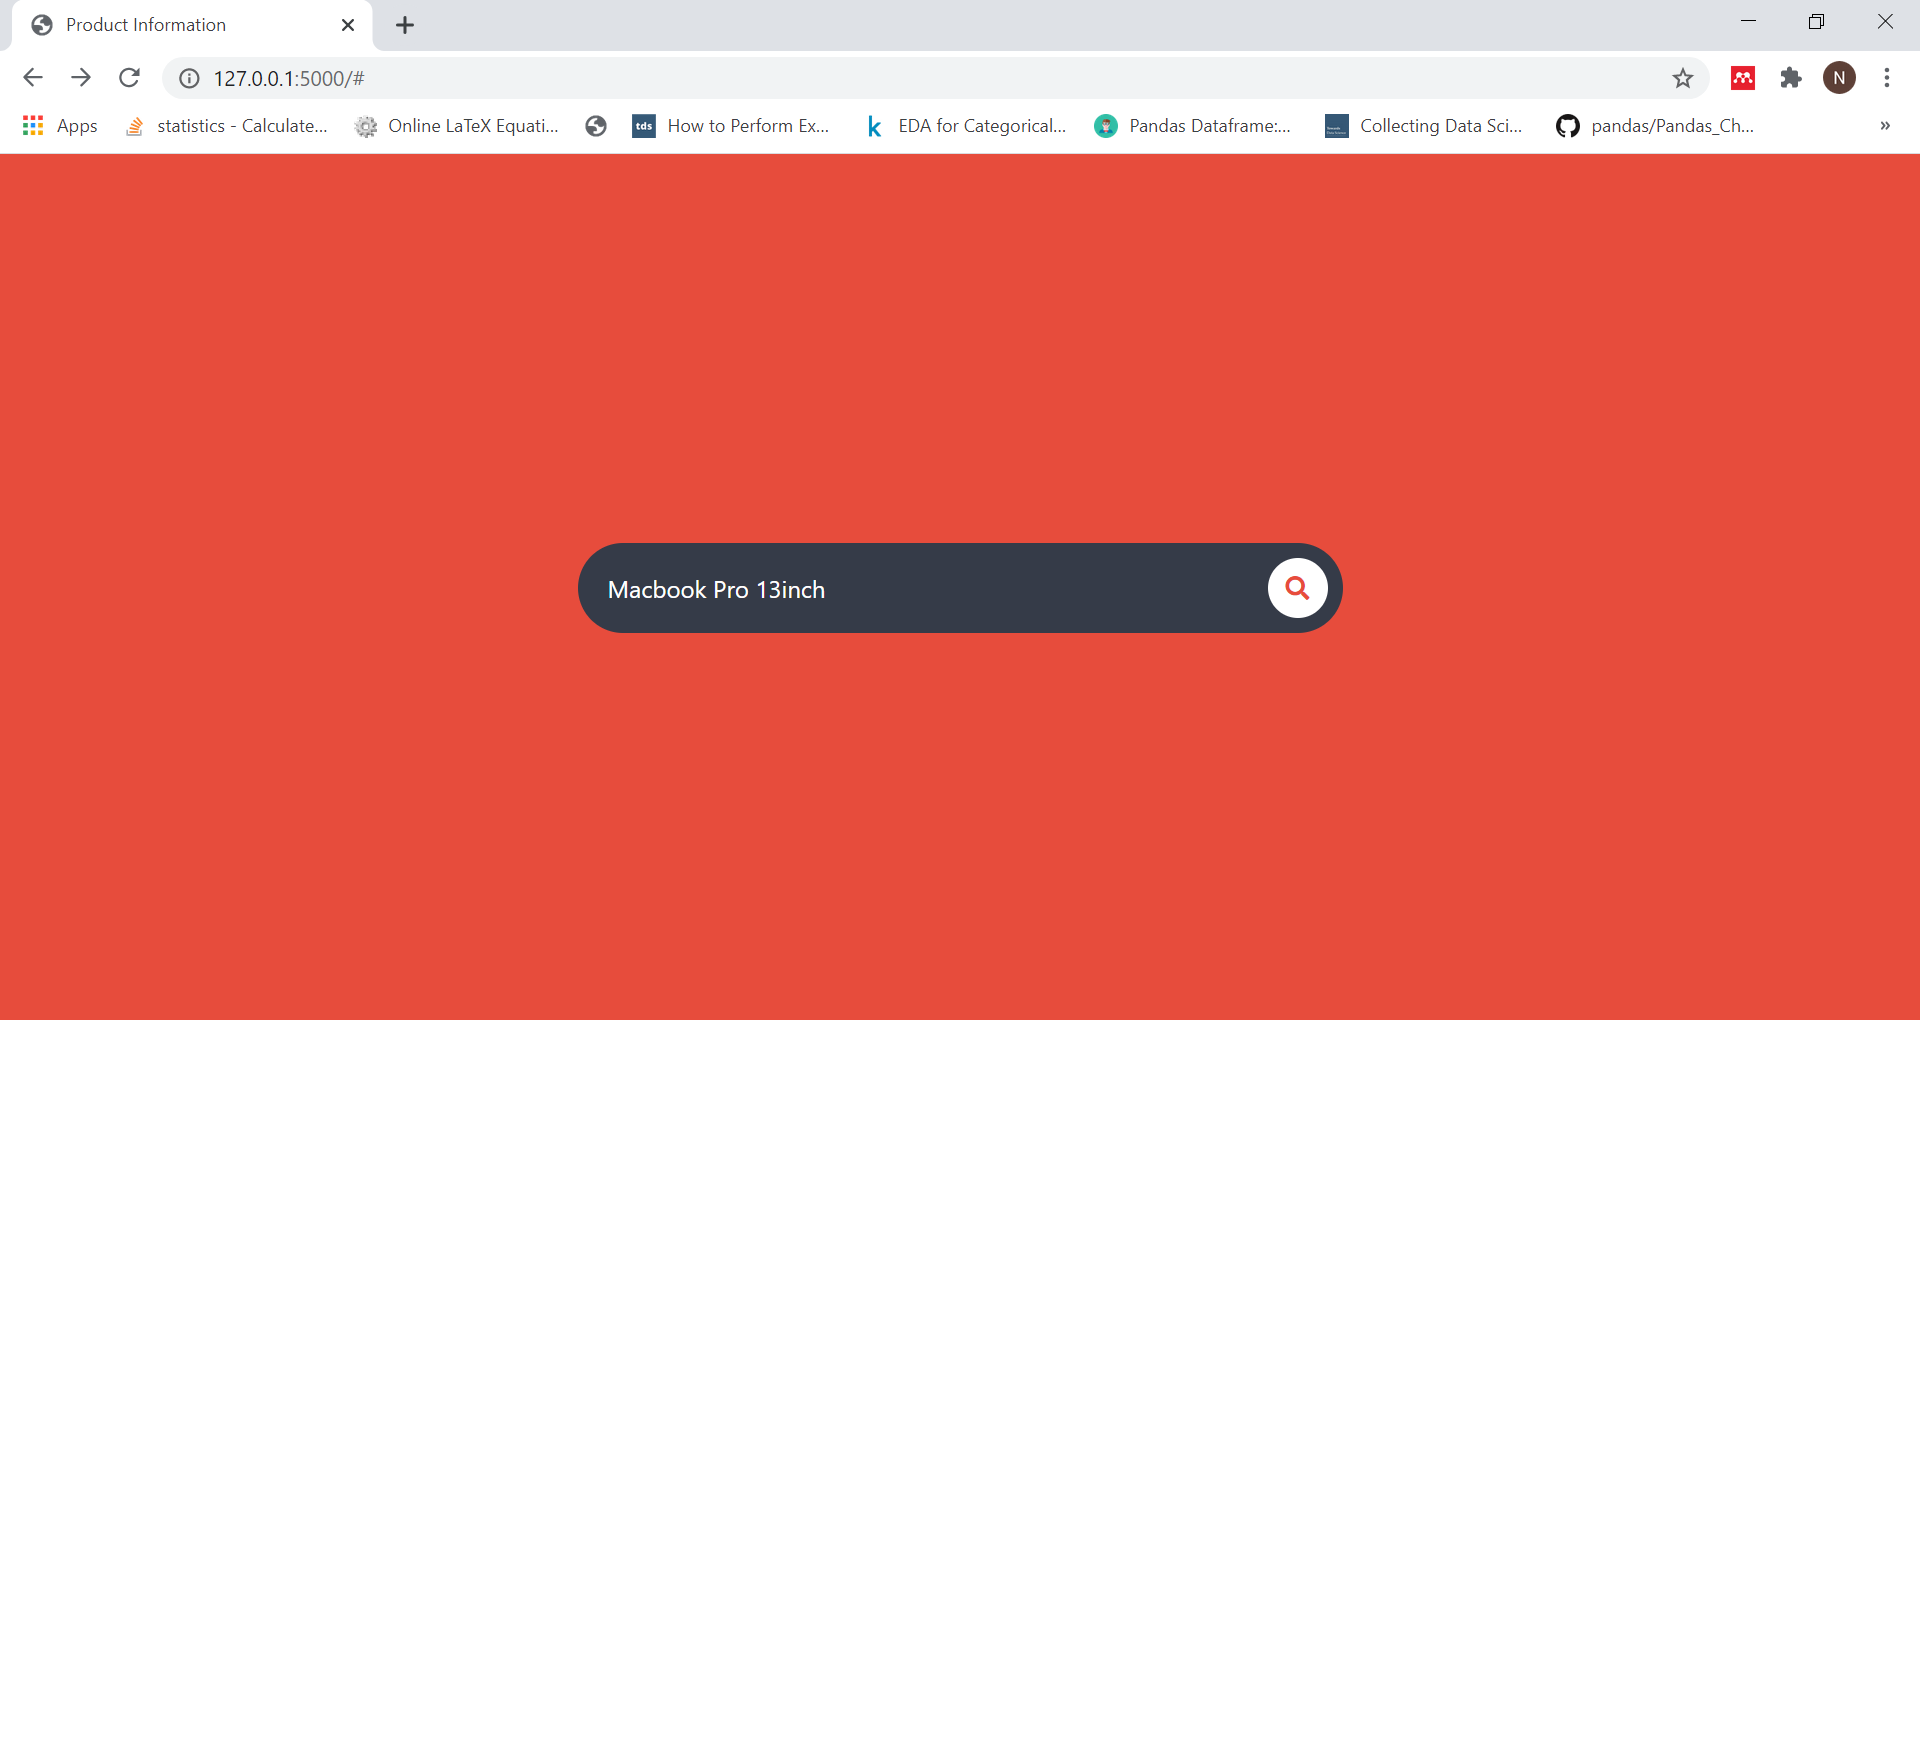 Product Information
127.0.0.1:5000/#
N
Apps
statistics - Calculate...
Online LaTeX Equati...
tds
How to Perform Ex...
k
EDA for Categorical...
Pandas Dataframe:...
Collecting Data Sci...
pandas/Pandas_Ch...
»
Macbook Pro 13inch